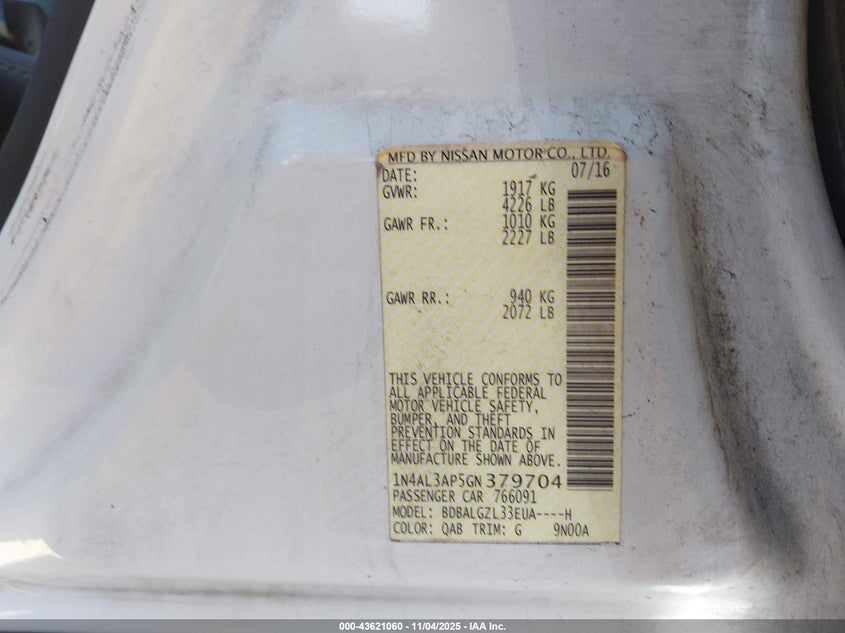 MFD BY NISSAN MOTOR CO., LTD.
DATE: 07/16
GVWR: 1917 KG
4226 LB
GAWR FR.: 1010 KG
2227 LB
GAWR RR.: 940 KG
2072 LB
THIS VEHICLE CONFORMS TO
ALL APPLICABLE FEDERAL
MOTOR VEHICLE SAFETY,
BUMPER, AND THEFT
PREVENTION STANDARDS IN
EFFECT ON THE DATE OF
MANUFACTURE SHOWN ABOVE.
1N4AL3AP5GN379704
PASSENGER CAR 766091
MODEL: BDBALGZL33EUA----H
COLOR: QAB TRIM: G 9N00A
000-43621060 - 11/04/2025 - IAA Inc.